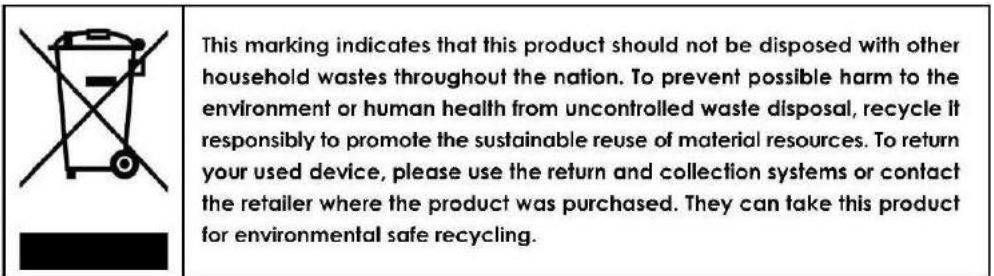 This marking indicates that this product should not be disposed with other
household wastes throughout the nation. To prevent possible harm to the
environment or human health from uncontrolled waste disposal, recycle it
responsibly to promote the sustainable reuse of material resources. To return
your used device, please use the return and collection systems or contact
the retailer where the product was purchased. They can take this product
for environmental safe recycling.